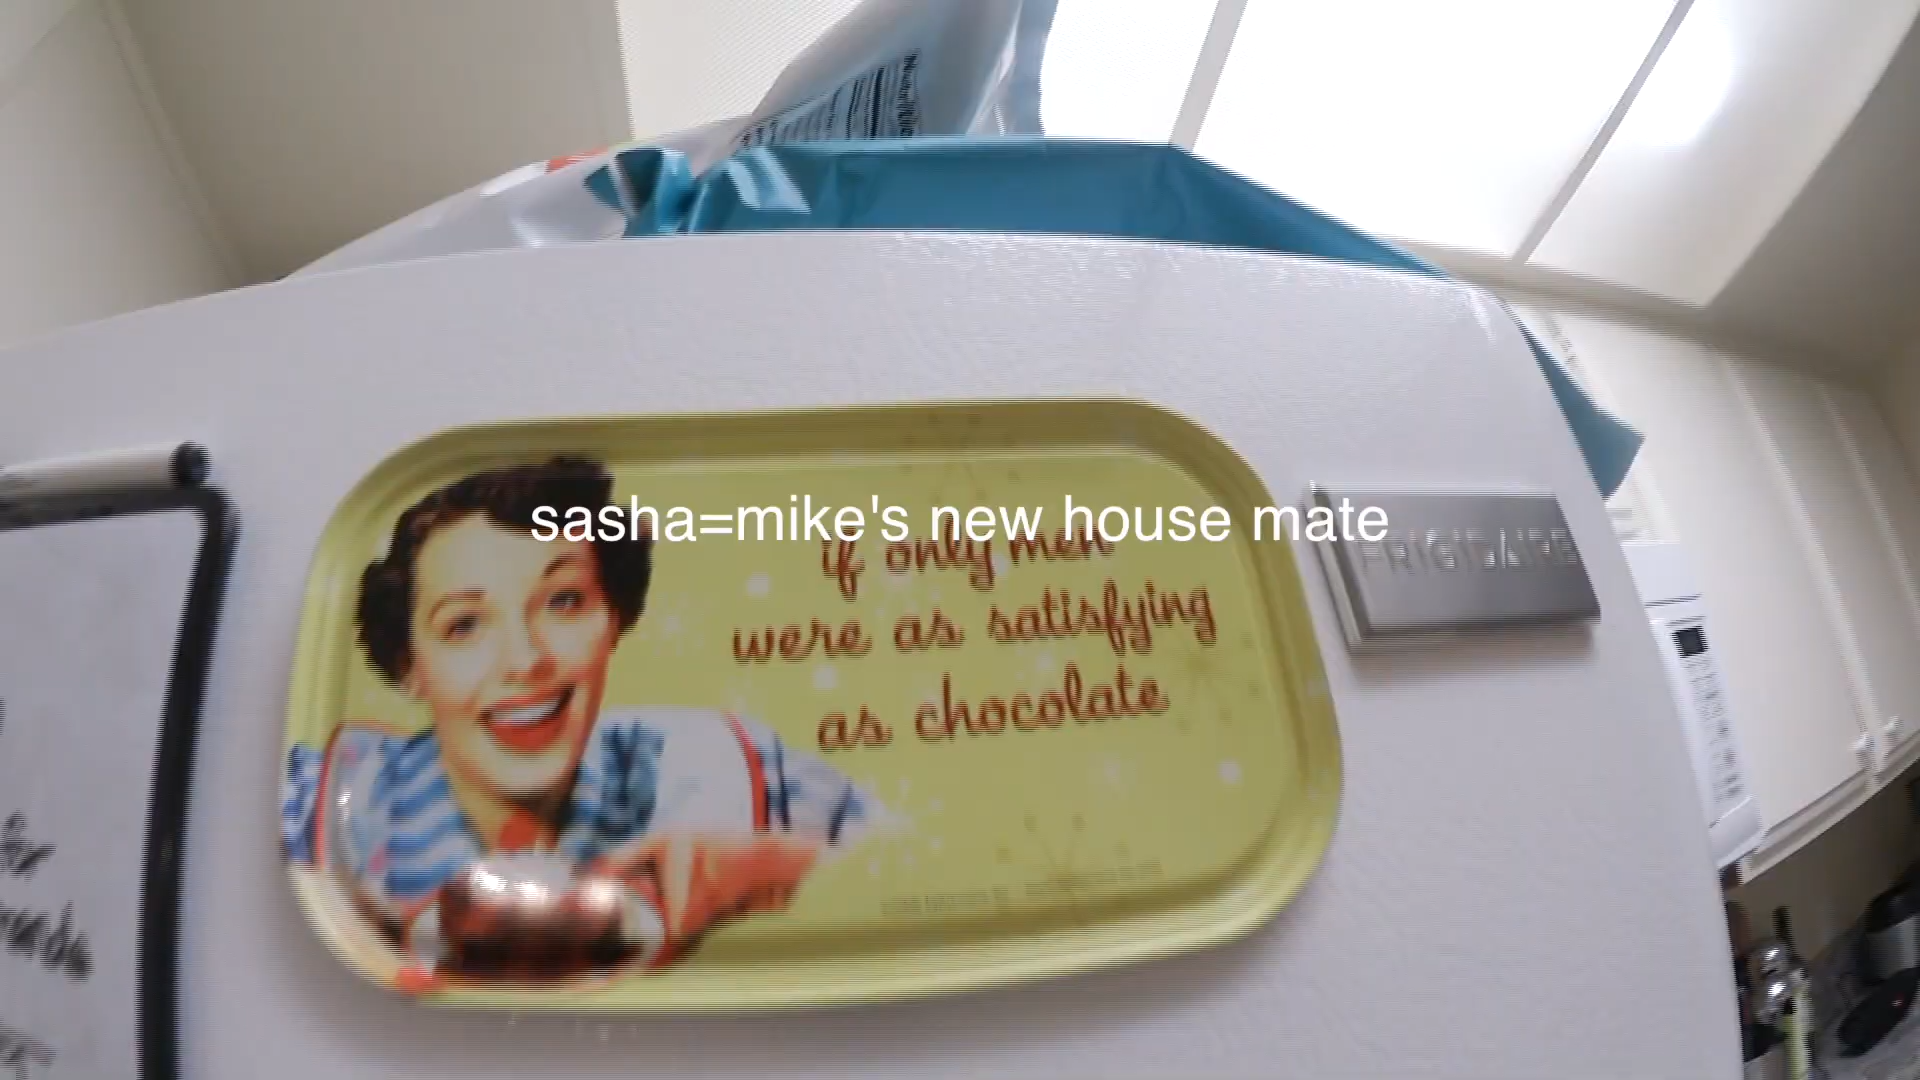 sasha=mike's new house mate
if only men
were as satisfying
as chocolate
FRIGIDAIRE